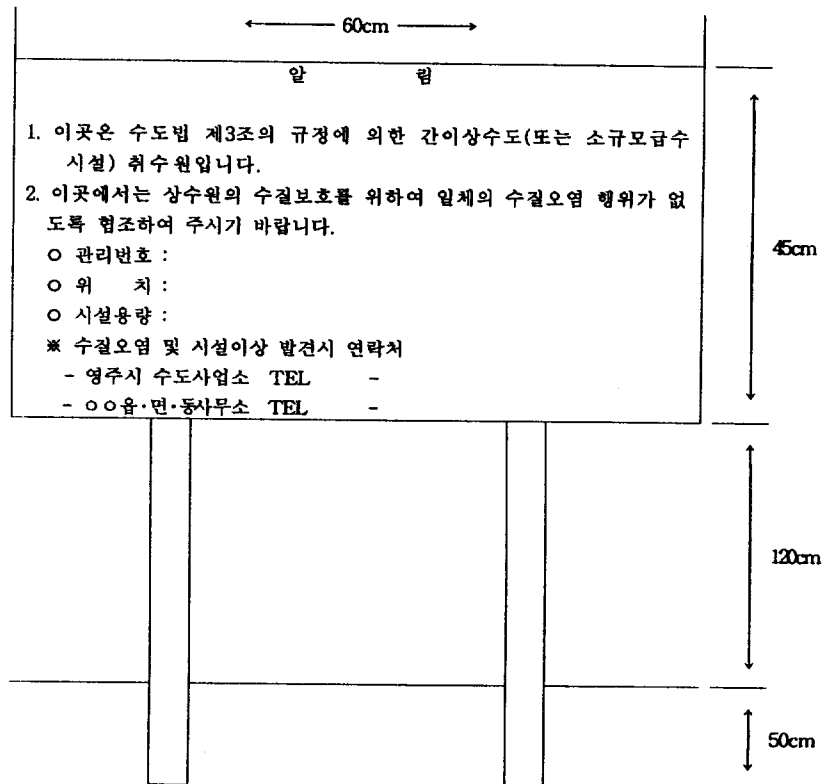 60cm
알 림
1. 이곳은 수도법 제3조의 규정에 의한 간이상수도(또는 소규모급수
시설) 취수원입니다.
2. 이곳에서는 상수원의 수질보호를 위하여 일체의 수질오염 행위가 없
도록 협조하여 주시기 바랍니다.
○ 관리번호 :
○ 위 치 :
○ 시설용량 :
※ 수질오염 및 시설이상 발견시 연락처
- 영주시 수도사업소 TEL -
- ○○읍·면·동사무소 TEL -
45cm
120cm
50cm